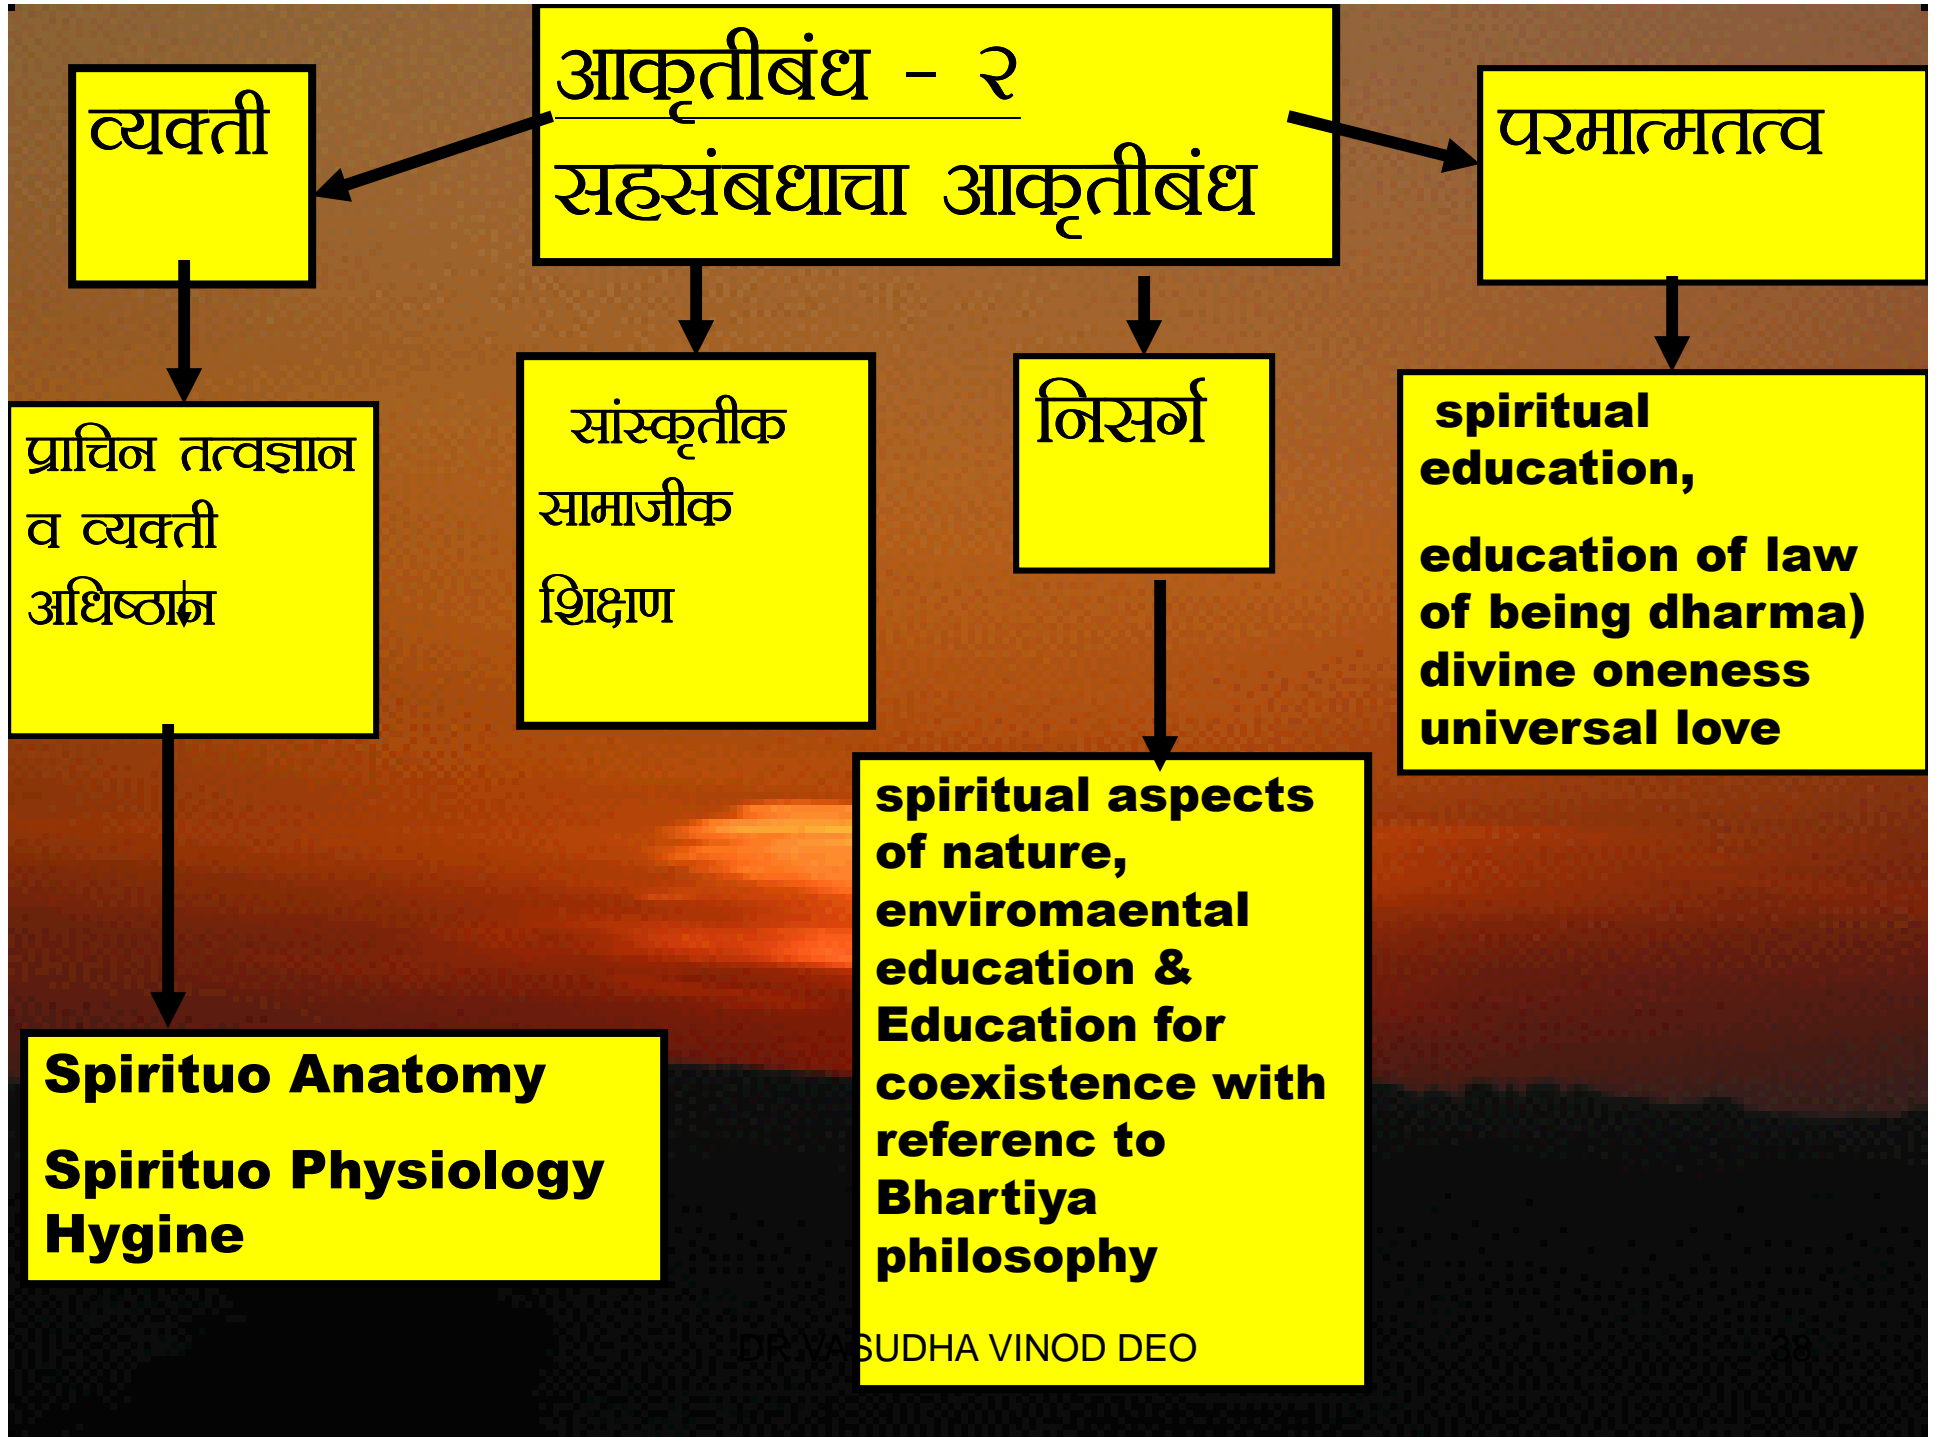 आकृतीबंध - २
सहसंबधाचा आकृतीबंध
व्यक्ती
परमात्मतत्व
प्राचिन तत्वज्ञान
व व्यक्ती
अधिष्ठान
सांस्कृतीक
सामाजीक
शिक्षण
निसर्ग
spiritual
education,
education of law
of being dharma)
divine oneness
universal love
spiritual aspects
of nature,
enviromaental
education &
Education for
coexistence with
referenc to
Bhartiya
philosophy
Spirituo Anatomy
Spirituo Physiology
Hygine
DR.VASUDHA VINOD DEO
38